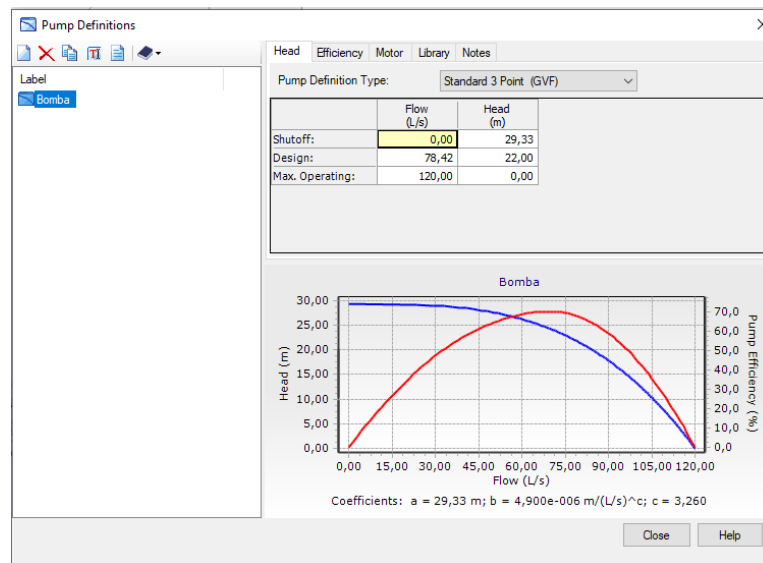 Pump Definitions
Label
Bomba
Head Efficiency Motor Library Notes
Pump Definition Type: Standard 3 Point (GVF)
Flow (L/s) Head (m)
Shutoff: 0,00 29,33
Design: 78,42 22,00
Max. Operating: 120,00 0,00
Bomba
Head (m)
30,00
25,00
20,00
15,00
10,00
5,00
0,00
70,0
60,0
50,0
40,0
30,0
20,0
10,0
0,0
Pump Efficiency (%)
0,00 15,00 30,00 45,00 60,00 75,00 90,00 105,00 120,00
Flow (L/s)
Coefficients: a = 29,33 m; b = 4,900e-006 m/(L/s)^c; c = 3,260
Close Help